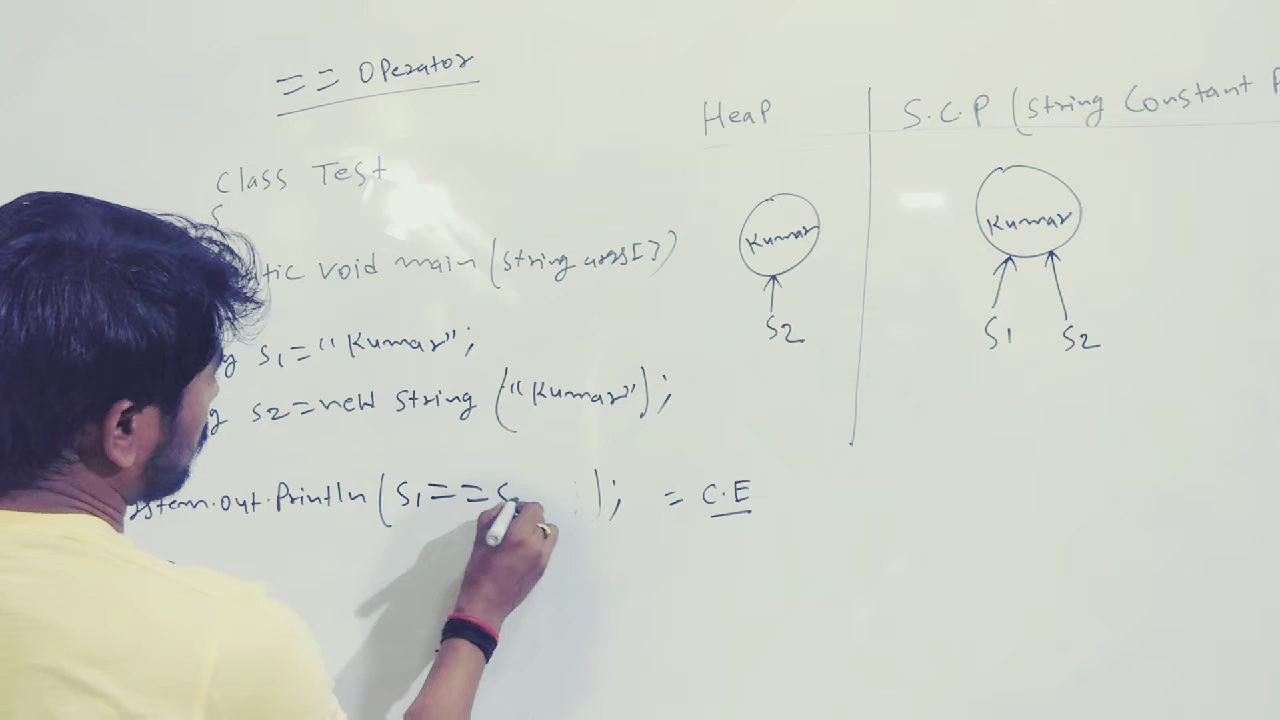 == Operator
Class Test
{
tic void main (String args[])
g s1="Kumar";
g s2=new String ("Kumar");
ystem.out.Println (s1==s ); = C.E
Heap
S.C.P (String Constant P
Kumar
S2
Kumar
S1 S2